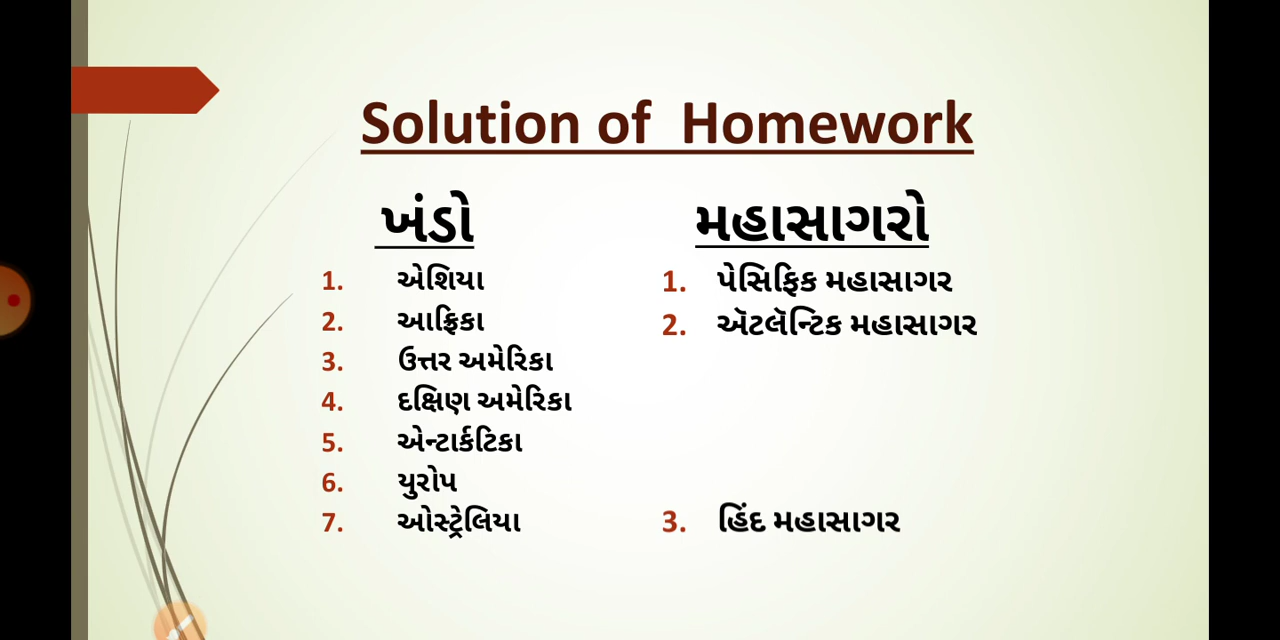 Solution of Homework
ખંડો
1. એશિયા
2. આફ્રિકા
3. ઉત્તર અમેરિકા
4. દક્ષિણ અમેરિકા
5. એન્ટાર્કટિકા
6. યુરોપ
7. ઓસ્ટ્રેલિયા
મહાસાગરો
1. પેસિફિક મહાસાગર
2. ઍટલૅન્ટિક મહાસાગર
3. હિંદ મહાસાગર